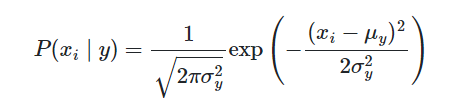 P(x_i | y) = \frac{1}{\sqrt{2\pi\sigma_y^2}} exp \left( -\frac{(x_i - \mu_y)^2}{2\sigma_y^2} \right)